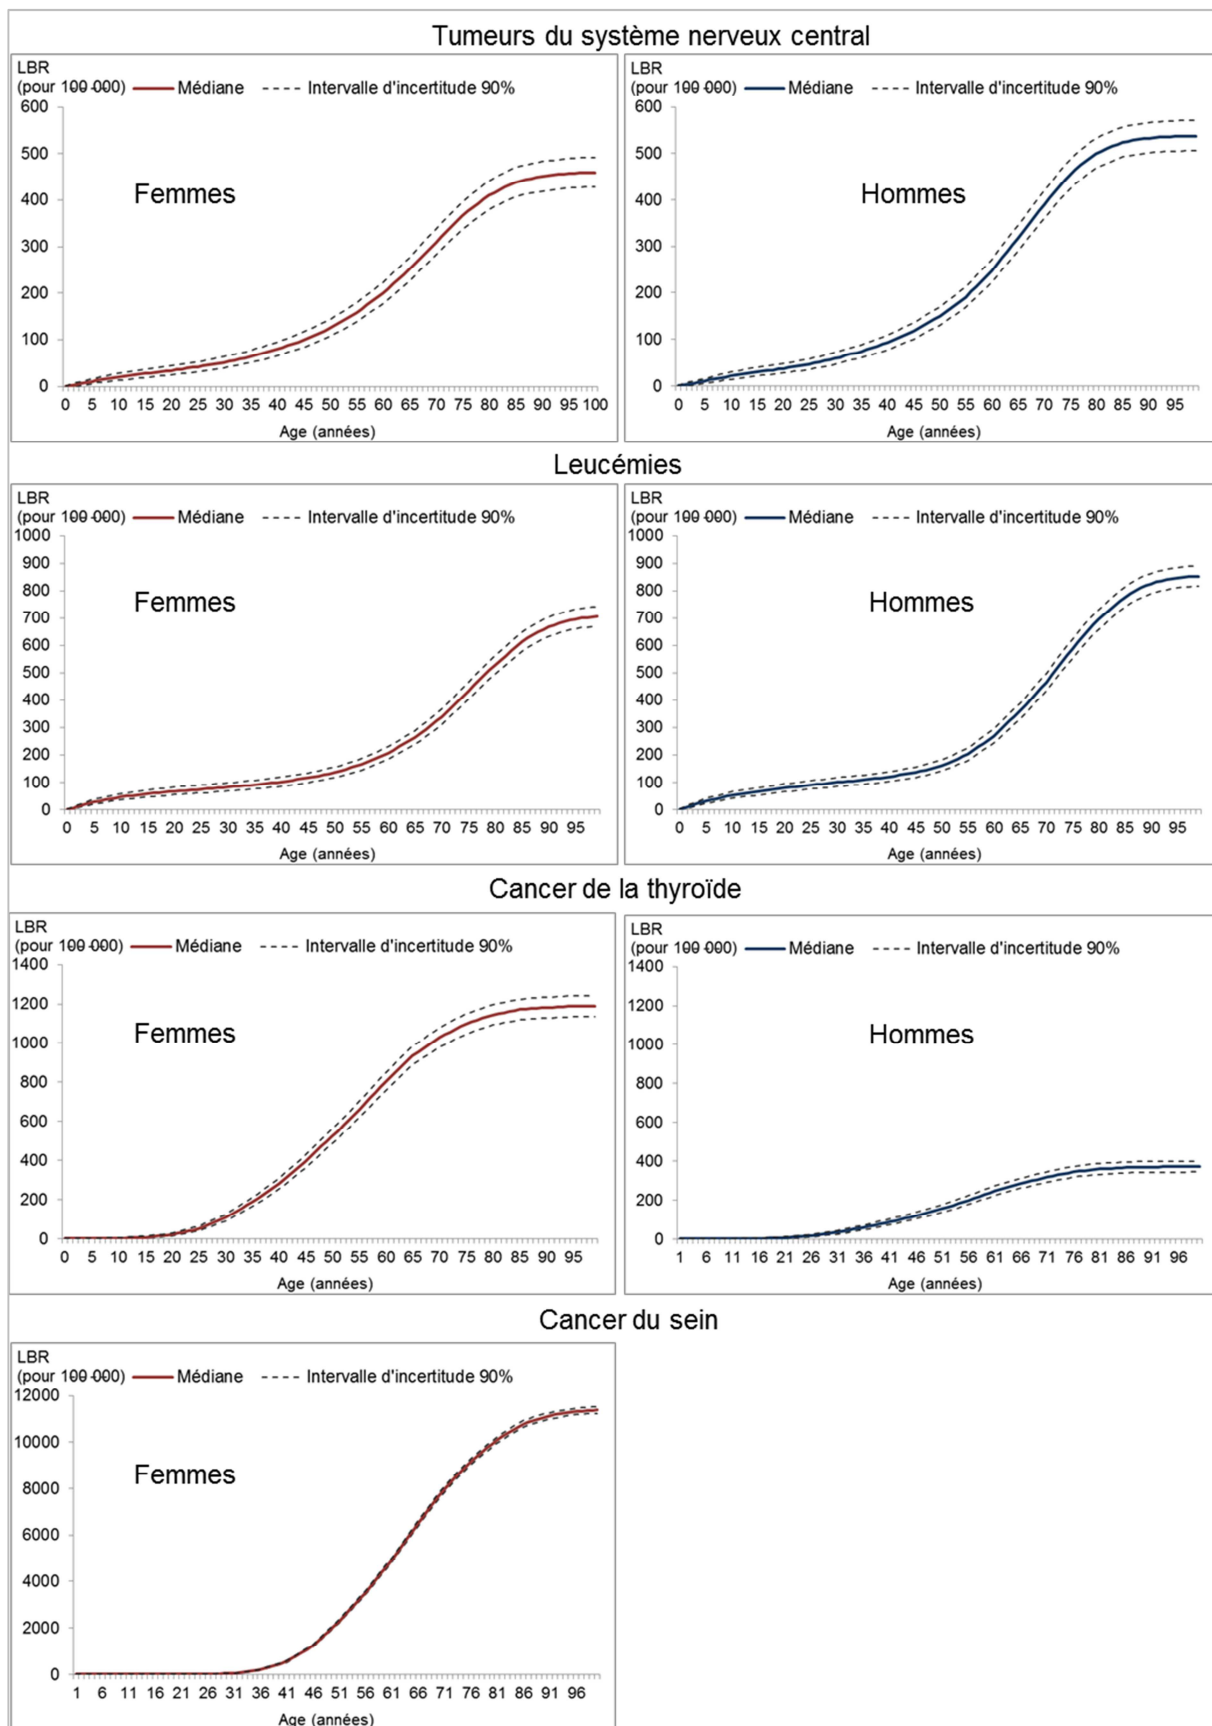 Tumeurs du système nerveux central
LBR
(pour 100 000) Médiane Intervalle d'incertitude 90%
600
500
400
300
200
100
0
Femmes
0 5 10 15 20 25 30 35 40 45 50 55 60 65 70 75 80 85 90 95 100
Age (années)
LBR
(pour 100 000) Médiane Intervalle d'incertitude 90%
600
500
400
300
200
100
0
Hommes
0 5 10 15 20 25 30 35 40 45 50 55 60 65 70 75 80 85 90 95
Age (années)
Leucémies
LBR
(pour 100 000) Médiane Intervalle d'incertitude 90%
1000
900
800
700
600
500
400
300
200
100
0
Femmes
0 5 10 15 20 25 30 35 40 45 50 55 60 65 70 75 80 85 90 95
Age (années)
LBR
(pour 100 000) Médiane Intervalle d'incertitude 90%
1000
900
800
700
600
500
400
300
200
100
0
Hommes
0 5 10 15 20 25 30 35 40 45 50 55 60 65 70 75 80 85 90 95
Age (années)
Cancer de la thyroïde
LBR
(pour 100 000) Médiane Intervalle d'incertitude 90%
1400
1200
1000
800
600
400
200
0
Femmes
0 5 10 15 20 25 30 35 40 45 50 55 60 65 70 75 80 85 90 95
Age (années)
LBR
(pour 100 000) Médiane Intervalle d'incertitude 90%
1400
1200
1000
800
600
400
200
0
Hommes
1 6 11 16 21 26 31 36 41 46 51 56 61 66 71 76 81 86 91 96
Age (années)
Cancer du sein
LBR
(pour 100 000) Médiane Intervalle d'incertitude 90%
12000
10000
8000
6000
4000
2000
0
Femmes
1 6 11 16 21 26 31 36 41 46 51 56 61 66 71 76 81 86 91 96
Age (années)